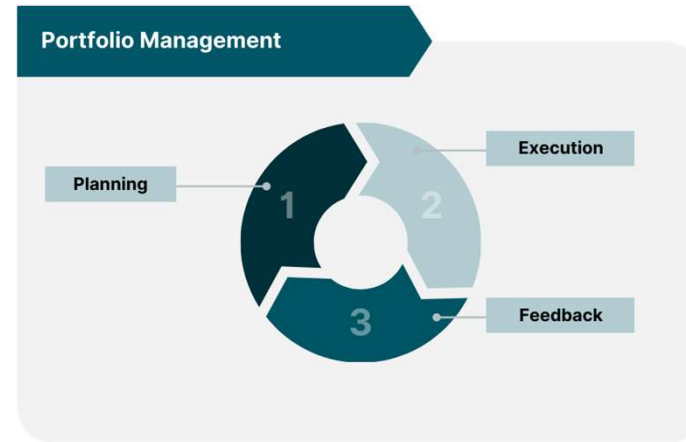 Portfolio Management
Planning
1
2
Execution
3
Feedback